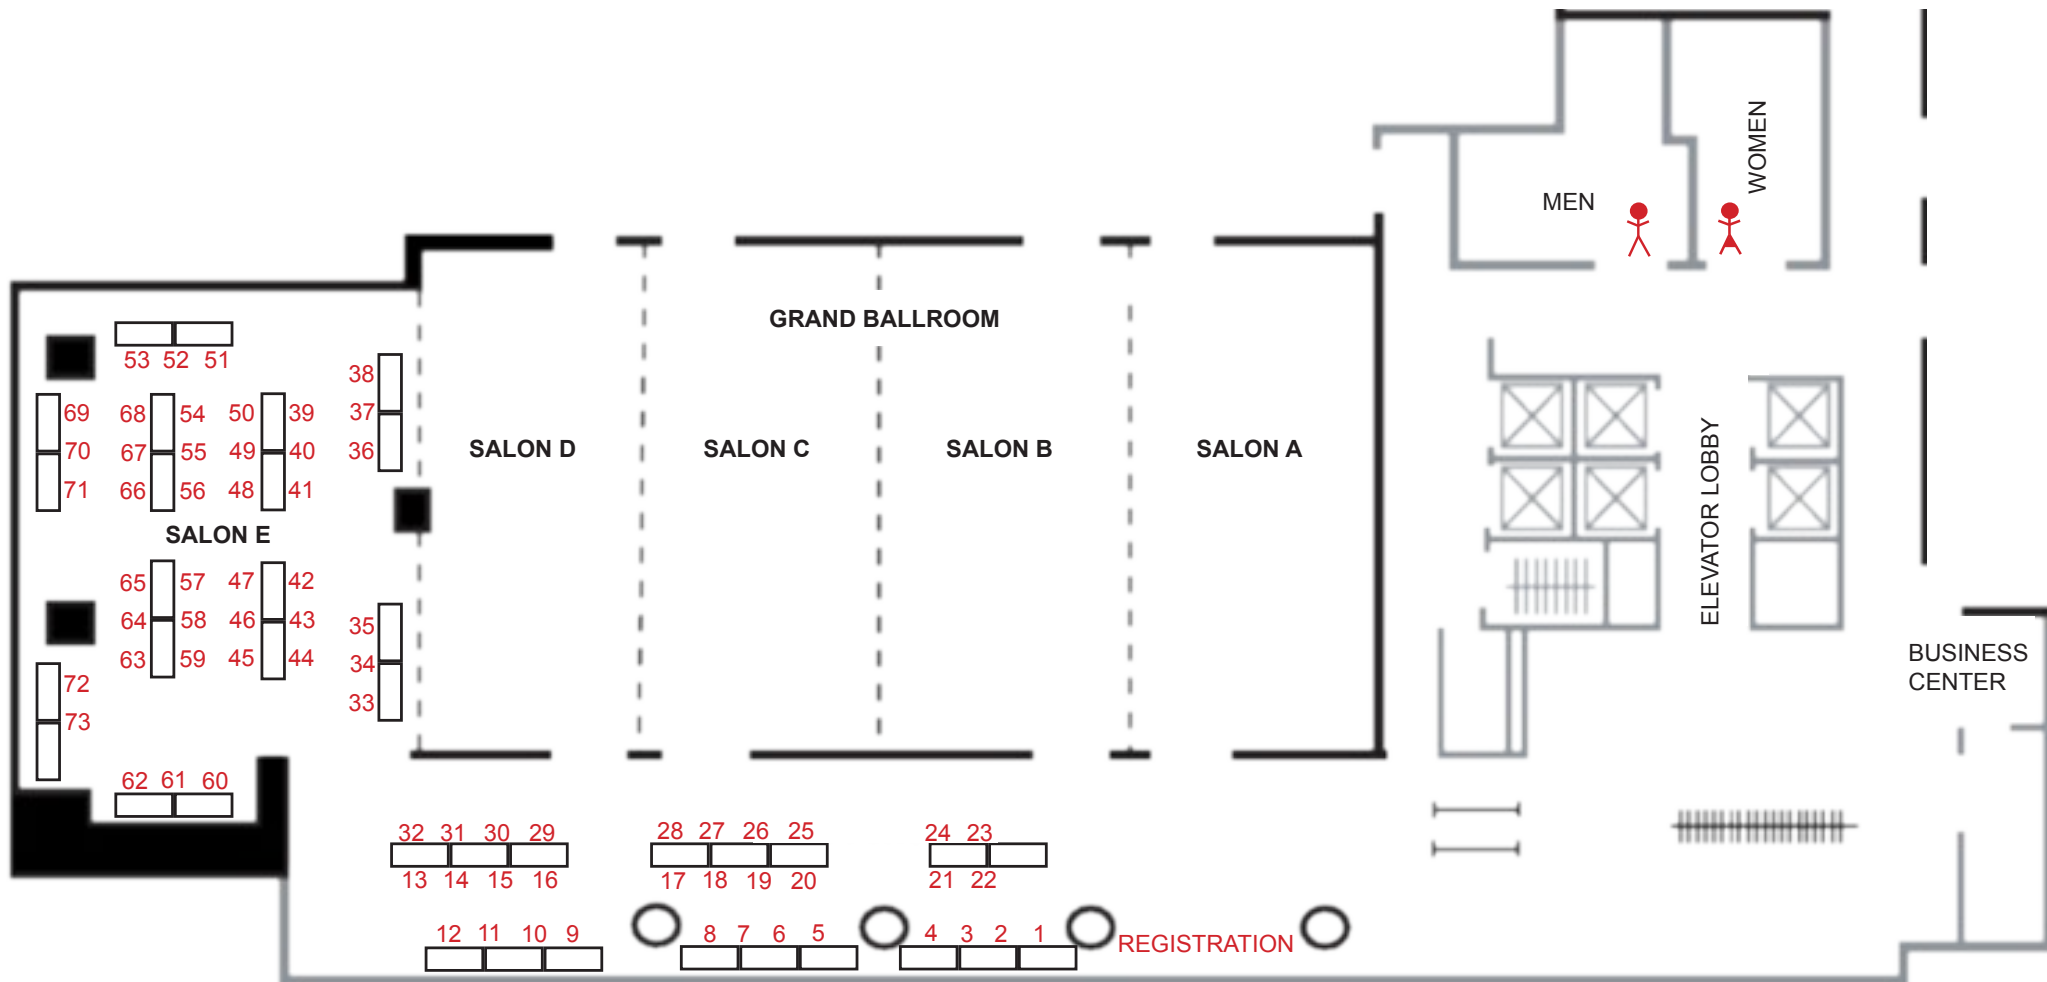 WOMEN
MEN
GRAND BALLROOM
53 52 51
38
37
36
69 68 54 50 39
70 67 55 49 40
71 66 56 48 41
SALON D
SALON C
SALON B
SALON A
ELEVATOR LOBBY
SALON E
65 57 47 42
64 58 46 43
63 59 45 44
35
34
33
72
73
BUSINESS
CENTER
62 61 60
32 31 30 29
28 27 26 25
24 23
13 14 15 16
17 18 19 20
21 22
12 11 10 9
8 7 6 5
4 3 2 1
REGISTRATION